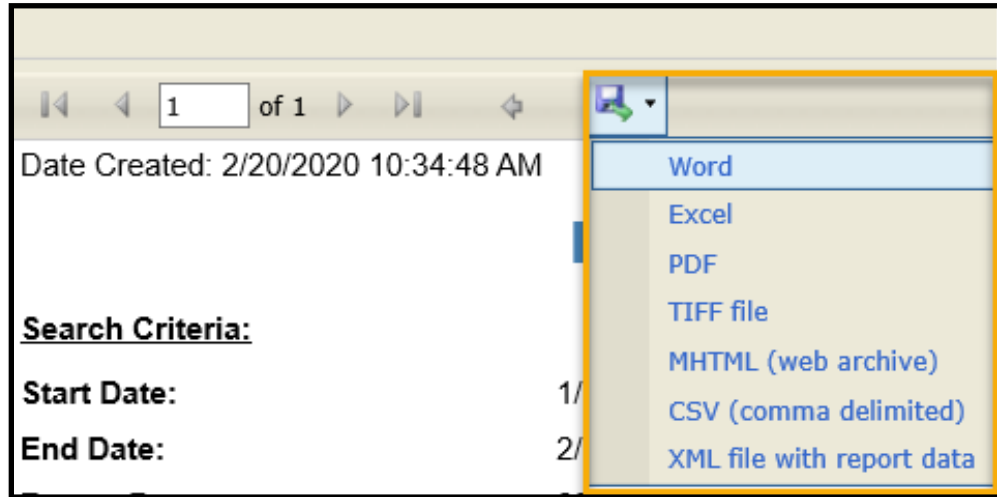 1 of 1
Date Created: 2/20/2020 10:34:48 AM
Word
Excel
PDF
TIFF file
MHTML (web archive)
CSV (comma delimited)
XML file with report data
Search Criteria:
Start Date: 1/
End Date: 2/